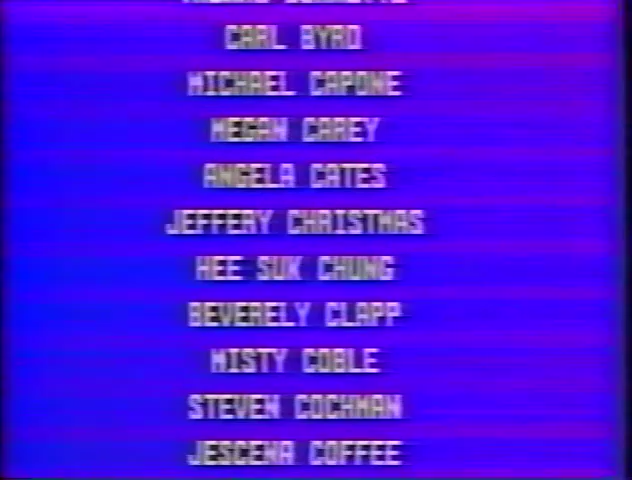 CARL BYRD
MICHAEL CAPONE
MEGAN CAREY
ANGELA CATES
JEFFERY CHRISTMAS
HEE SUK CHUNG
BEVERELY CLAPP
MISTY COBLE
STEVEN COCHMAN
JESCENA COFFEE